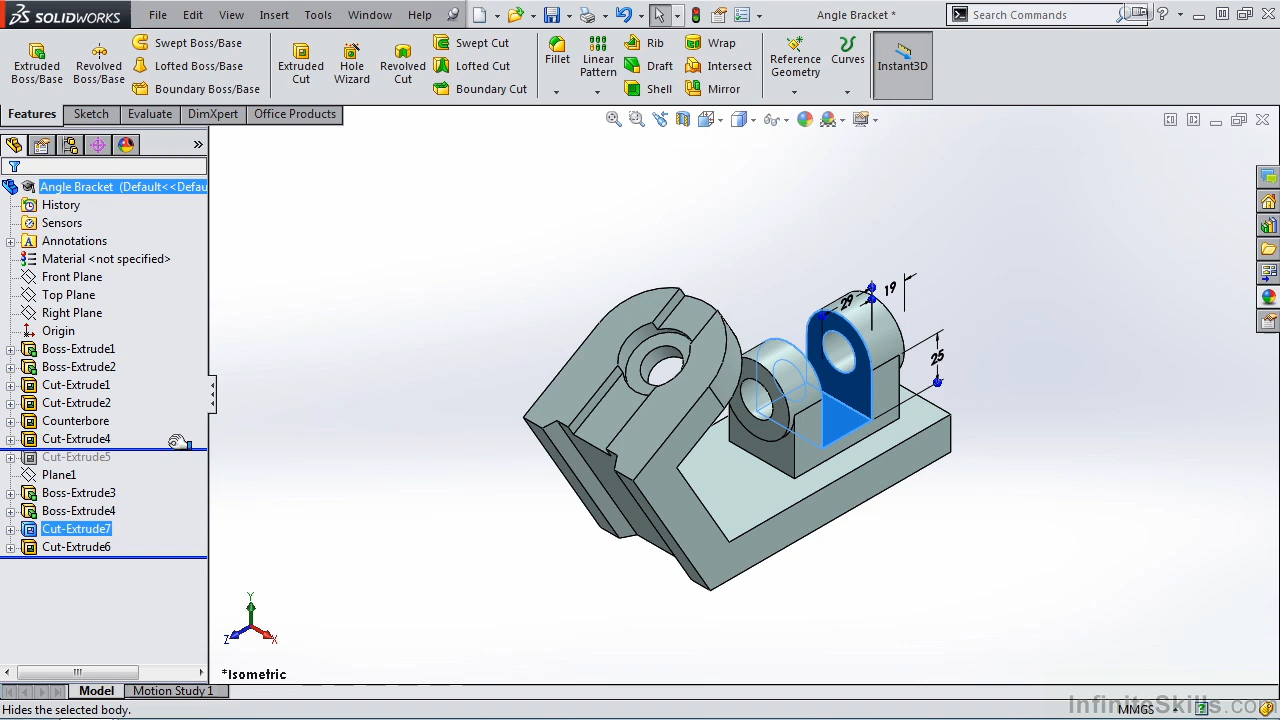 SOLIDWORKS File Edit View Insert Tools Window Help Angle Bracket * Search Commands
Extruded Boss/Base
Revolved Boss/Base
Swept Boss/Base
Lofted Boss/Base
Boundary Boss/Base
Extruded Cut
Hole Wizard
Revolved Cut
Swept Cut
Lofted Cut
Boundary Cut
Fillet
Linear Pattern
Rib
Draft
Shell
Wrap
Intersect
Mirror
Reference Geometry
Curves
Instant3D
Features Sketch Evaluate DimXpert Office Products
Angle Bracket (Default<<Defau
History
Sensors
Annotations
Material <not specified>
Front Plane
Top Plane
Right Plane
Origin
Boss-Extrude1
Boss-Extrude2
Cut-Extrude1
Cut-Extrude2
Counterbore
Cut-Extrude4
Cut-Extrude5
Plane1
Boss-Extrude3
Boss-Extrude4
Cut-Extrude7
Cut-Extrude6
29
19
25
Y
Z
X
*Isometric
Model Motion Study 1
Hides the selected body. MMGS
InfiniteSkills.com